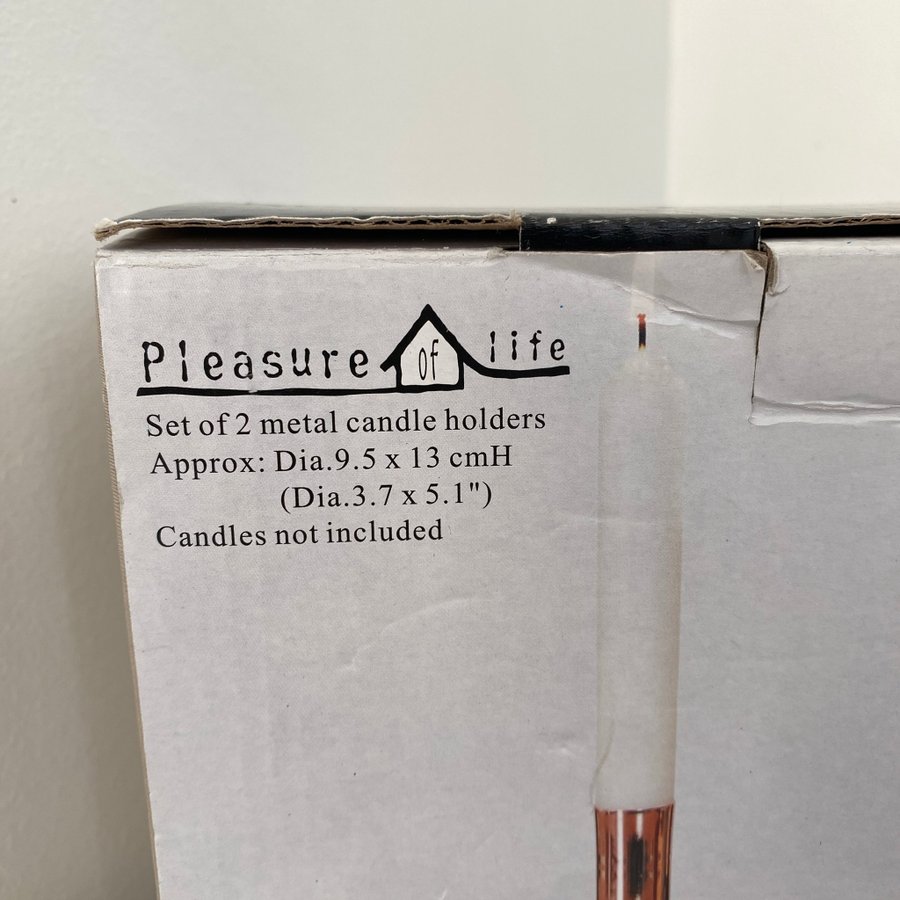 Pleasure of life
Set of 2 metal candle holders
Approx: Dia.9.5 x 13 cmH
(Dia.3.7 x 5.1")
Candles not included